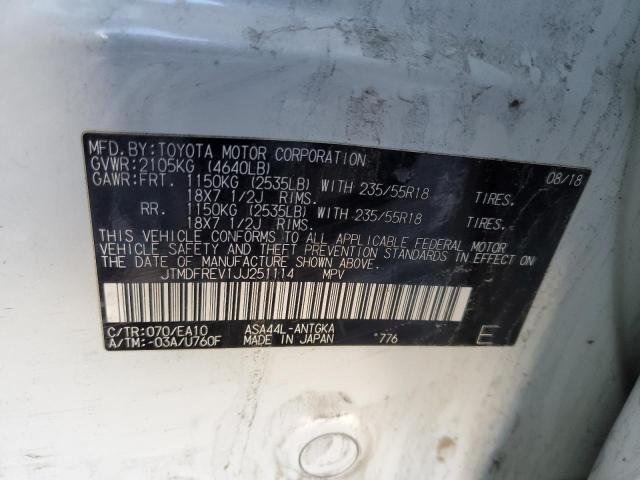 MFD. BY: TOYOTA MOTOR CORPORATION 08/18
GVWR: 2105KG (4640LB)
GAWR: FRT. 1150KG (2535LB) WITH 235/55R18 TIRES.
18X7 1/2J RIMS.
RR. 1150KG (2535LB) WITH 235/55R18 TIRES.
18X7 1/2J RIMS.
THIS VEHICLE CONFORMS TO ALL APPLICABLE FEDERAL MOTOR
VEHICLE SAFETY AND THEFT PREVENTION STANDARDS IN EFFECT ON
THE DATE OF MANUFACTURE SHOWN ABOVE.
JTMDFREV1JJ251114 MPV
C/TR: 070/EA10 ASA44L-ANTGKA
A/TM: -03A/U760F MADE IN JAPAN *776 E